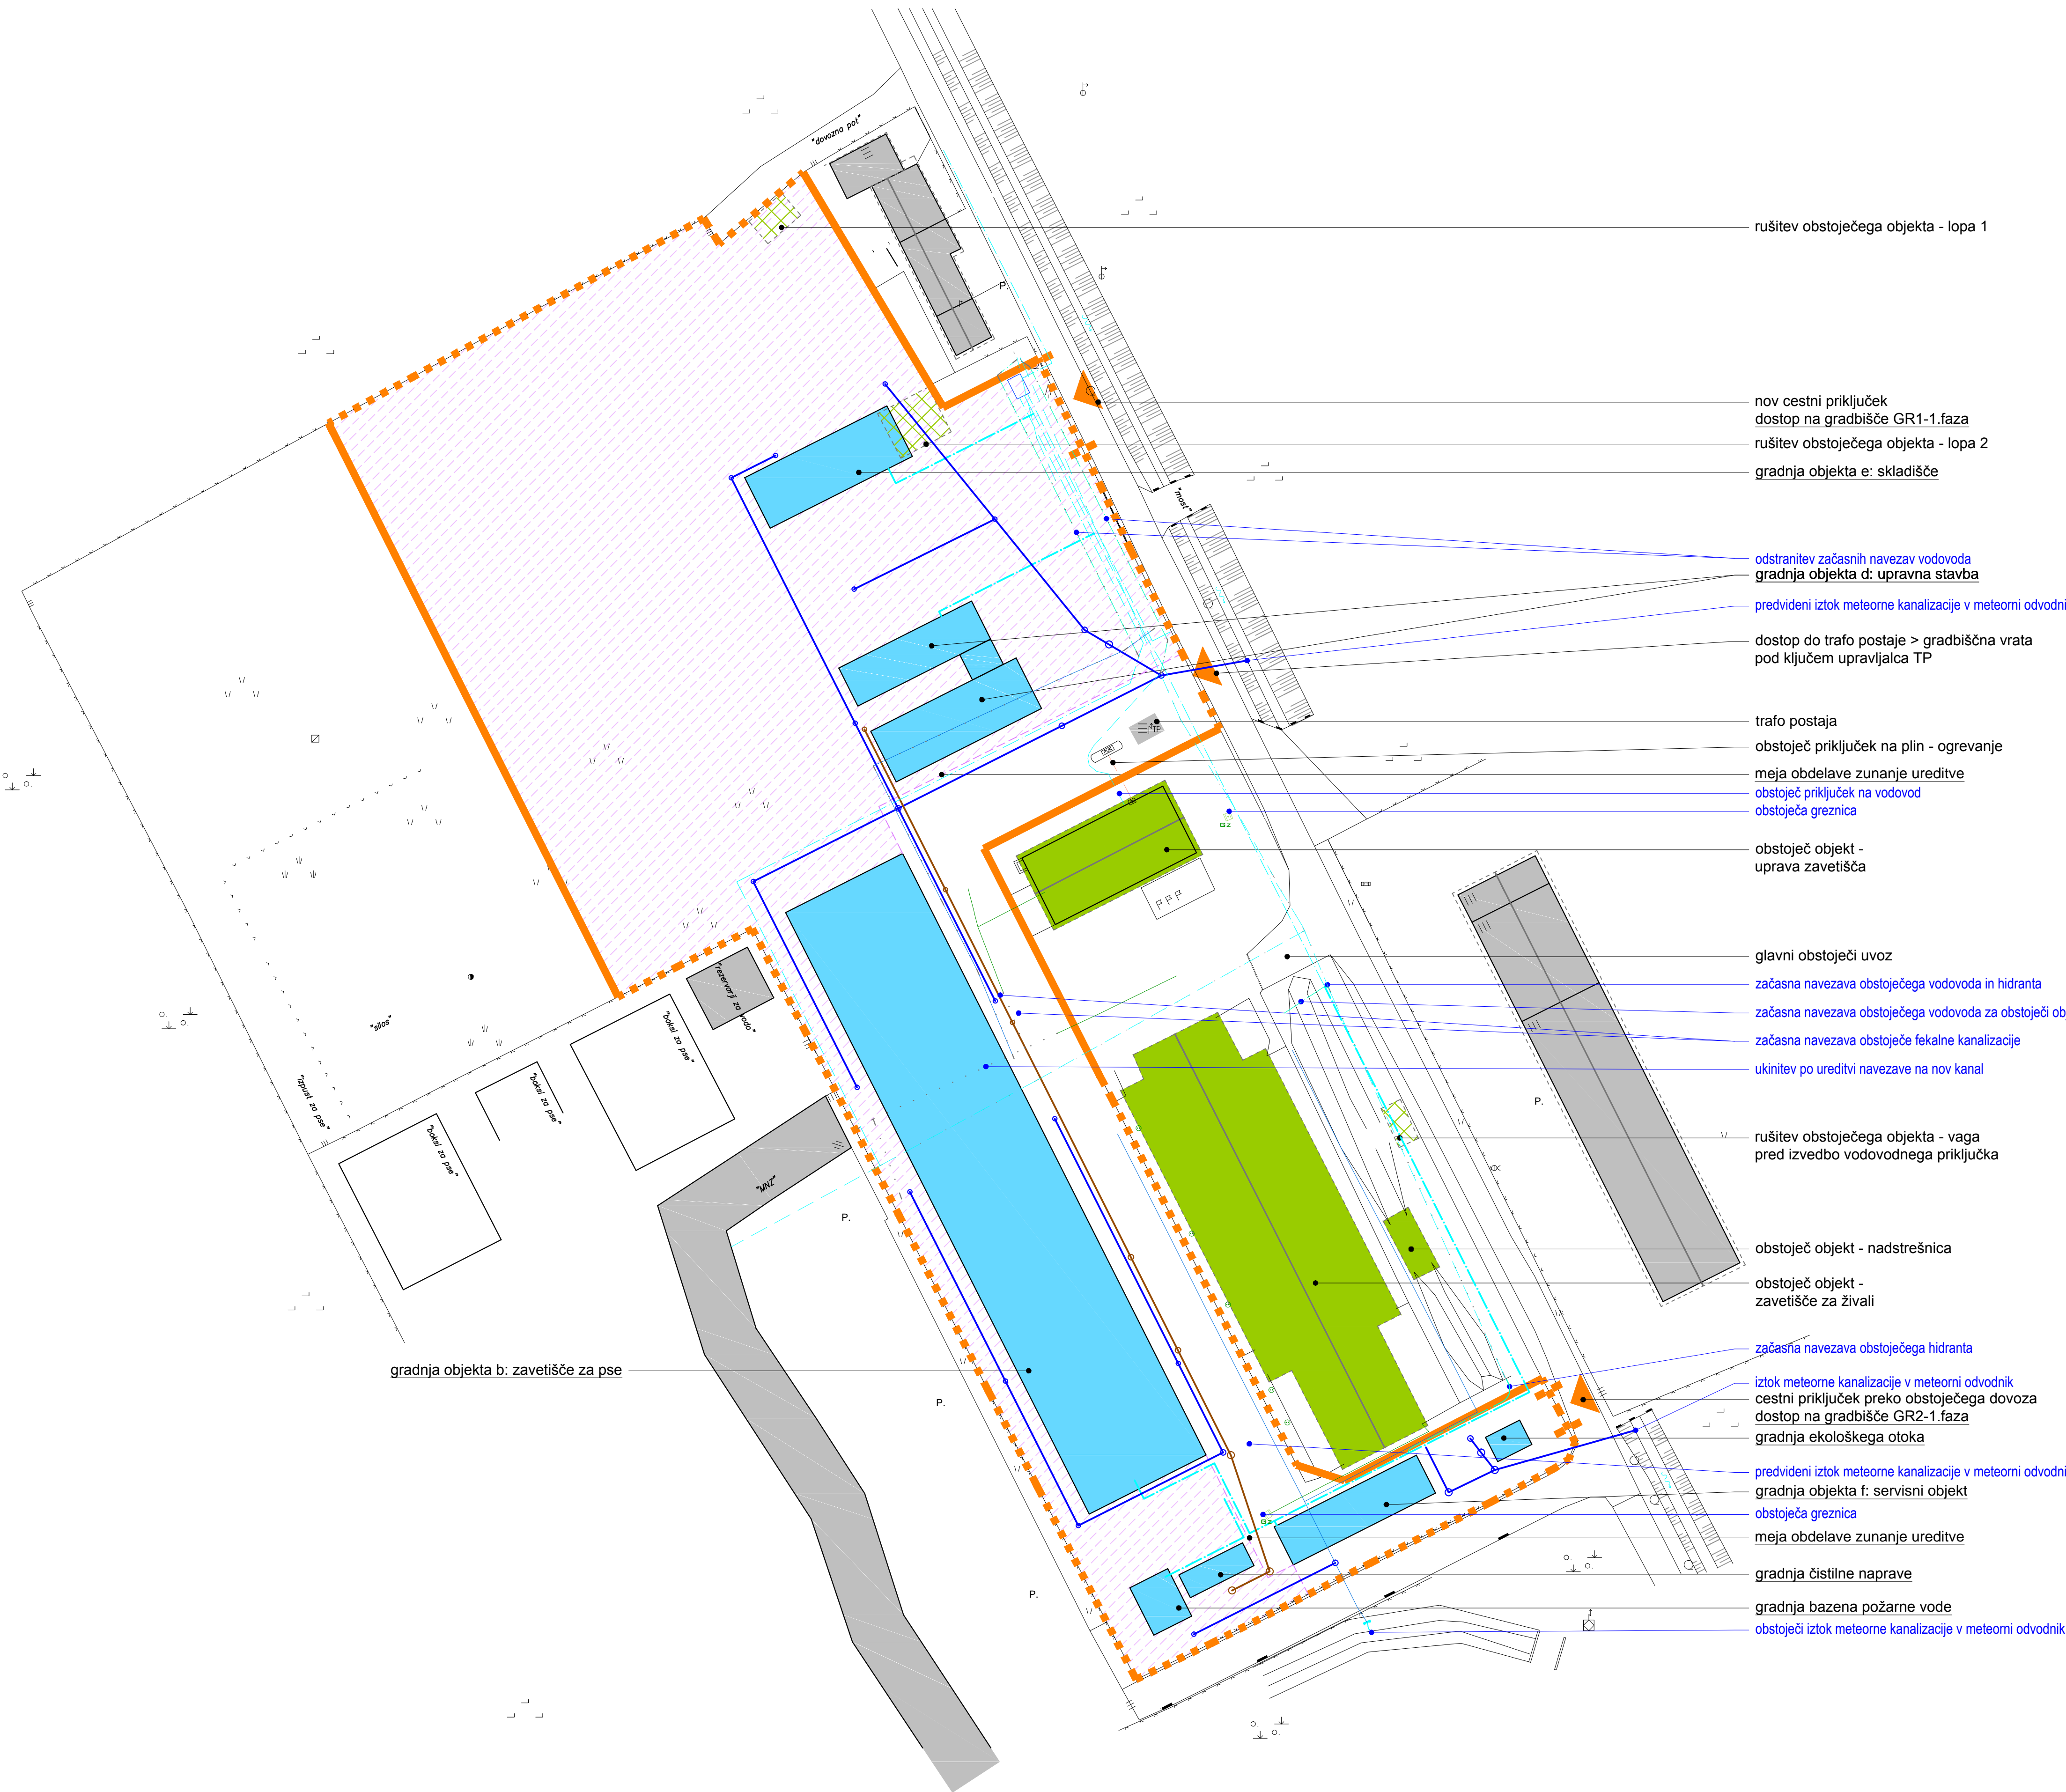 "dovozna pot"
P.
"most"
rušitev obstoječega objekta - lopa 1
nov cestni priključek
dostop na gradbišče GR1-1.faza
rušitev obstoječega objekta - lopa 2
gradnja objekta e: skladišče
odstranitev začasnih navezav vodovoda
gradnja objekta d: upravna stavba
predvideni iztok meteorne kanalizacije v meteorni odvodni
dostop do trafo postaje > gradbiščna vrata
pod ključem upravljalca TP
trafo postaja
TP
obstoječ priključek na plin - ogrevanje
meja obdelave zunanje ureditve
obstoječ priključek na vodovod
obstoječa greznica
obstoječ objekt -
uprava zavetišča
glavni obstoječi uvoz
začasna navezava obstoječega vodovoda in hidranta
začasna navezava obstoječega vodovoda za obstoječi ob
začasna navezava obstoječe fekalne kanalizacije
ukinitev po ureditvi navezave na nov kanal
"rezervorji za vodo"
"silos"
"boksi za pse"
"boksi za pse"
"boksi za pse"
"izpust za pse"
"MNZ"
P.
P.
rušitev obstoječega objekta - vaga
pred izvedbo vodovodnega priključka
obstoječ objekt - nadstrešnica
obstoječ objekt -
zavetišče za živali
gradnja objekta b: zavetišče za pse
začasna navezava obstoječega hidranta
iztok meteorne kanalizacije v meteorni odvodnik
cestni priključek preko obstoječega dovoza
dostop na gradbišče GR2-1.faza
gradnja ekološkega otoka
P.
predvideni iztok meteorne kanalizacije v meteorni odvodni
gradnja objekta f: servisni objekt
obstoječa greznica
meja obdelave zunanje ureditve
gradnja čistilne naprave
P.
gradnja bazena požarne vode
obstoječi iztok meteorne kanalizacije v meteorni odvodnik